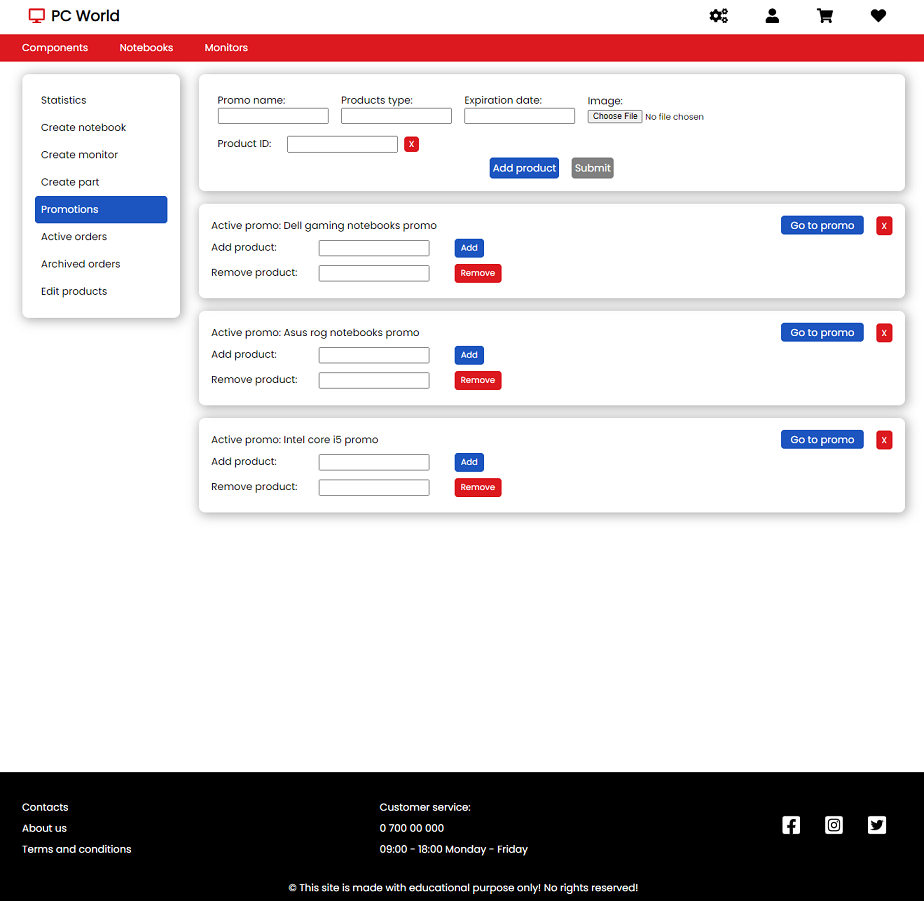 PC World
Components Notebooks Monitors
Statistics
Create notebook
Create monitor
Create part
Promotions
Active orders
Archived orders
Edit products
Promo name: Products type: Expiration date: Image:
Choose File No file chosen
Product ID: X
Add product Submit
Active promo: Dell gaming notebooks promo Go to promo X
Add product: Add
Remove product: Remove
Active promo: Asus rog notebooks promo Go to promo X
Add product: Add
Remove product: Remove
Active promo: Intel core i5 promo Go to promo X
Add product: Add
Remove product: Remove
Contacts
About us
Terms and conditions
Customer service:
0 700 00 000
09:00 - 18:00 Monday - Friday
© This site is made with educational purpose only! No rights reserved!